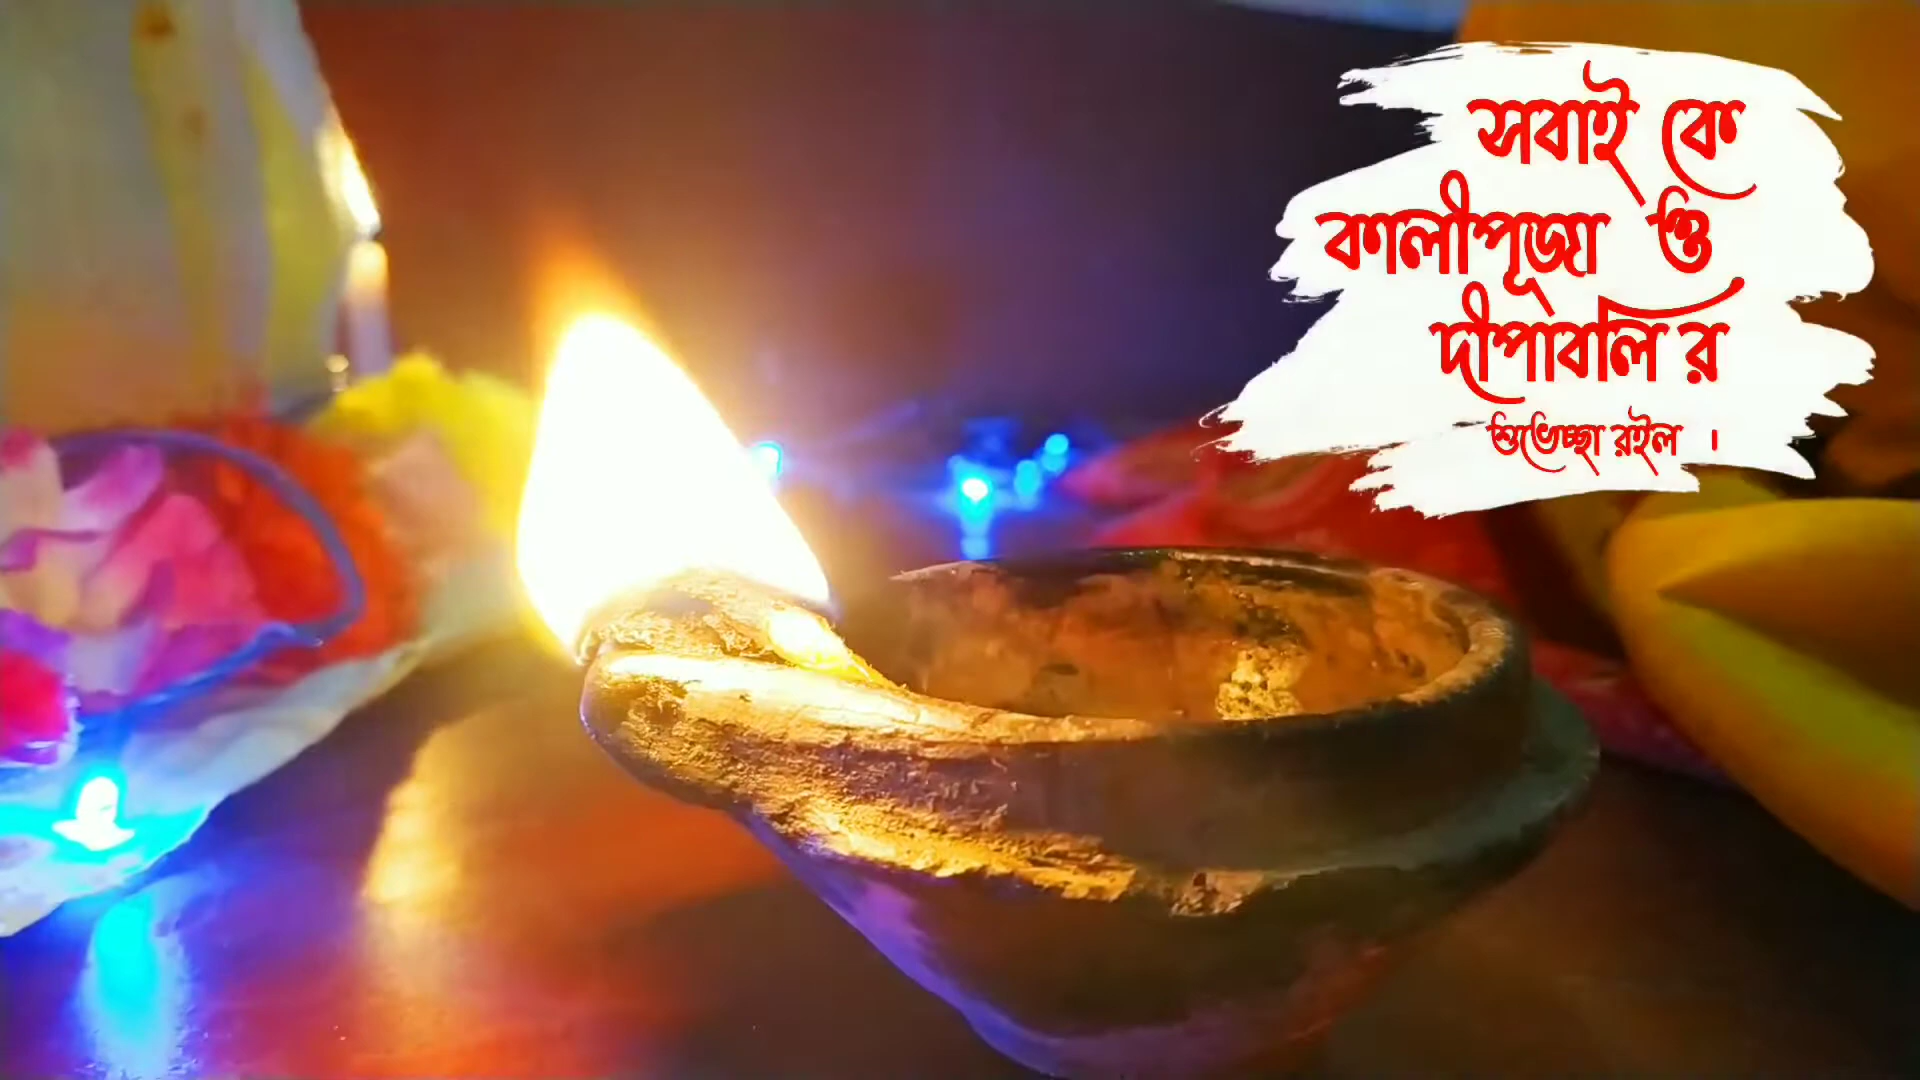 সবাই কে
কালীপূজা ও
দীপাবলি র
শুভেচ্ছা রইল ।